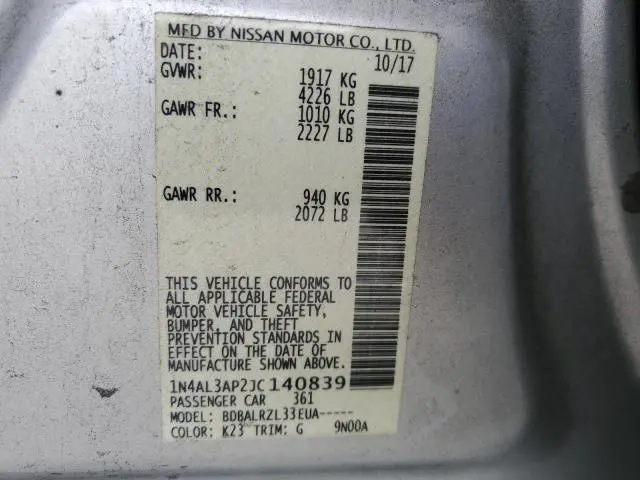 MFD BY NISSAN MOTOR CO., LTD.
DATE: 10/17
GVWR: 1917 KG
4226 LB
GAWR FR.: 1010 KG
2227 LB
GAWR RR.: 940 KG
2072 LB
THIS VEHICLE CONFORMS TO
ALL APPLICABLE FEDERAL
MOTOR VEHICLE SAFETY,
BUMPER, AND THEFT
PREVENTION STANDARDS IN
EFFECT ON THE DATE OF
MANUFACTURE SHOWN ABOVE.
1N4AL3AP2JC140839
PASSENGER CAR 361
MODEL: BDBALRZL33EUA-----
COLOR: K23 TRIM: G 9N00A